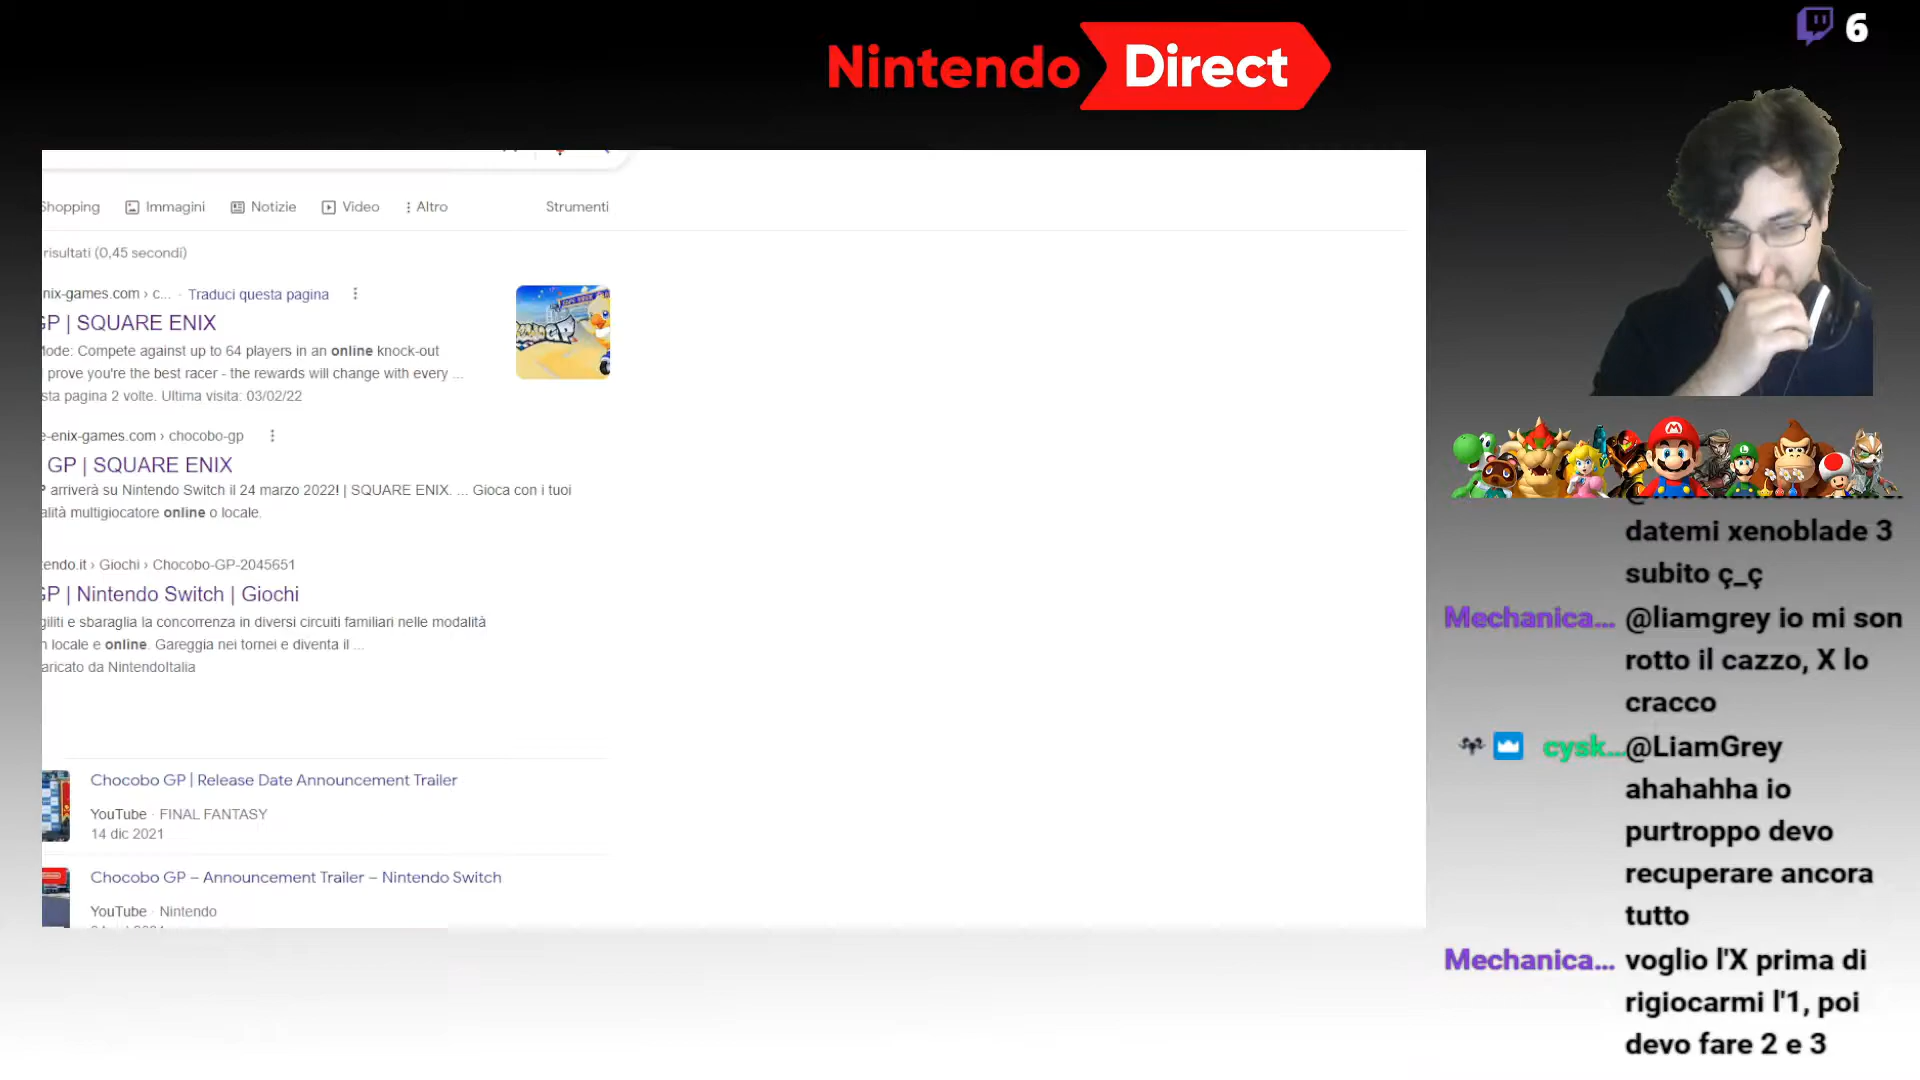 Nintendo Direct
6
Shopping Immagini Notizie Video Altro Strumenti
risultati (0,45 secondi)
nix-games.com › c... · Traduci questa pagina
GP | SQUARE ENIX
Mode: Compete against up to 64 players in an online knock-out
prove you're the best racer - the rewards will change with every ...
sta pagina 2 volte. Ultima visita: 03/02/22
e-enix-games.com › chocobo-gp
GP | SQUARE ENIX
arriverà su Nintendo Switch il 24 marzo 2022! | SQUARE ENIX. ... Gioca con i tuoi
alità multigiocatore online o locale.
endo.it › Giochi › Chocobo-GP-2045651
GP | Nintendo Switch | Giochi
giliti e sbaraglia la concorrenza in diversi circuiti familiari nelle modalità
n locale e online. Gareggia nei tornei e diventa il ...
aricato da NintendoItalia
Chocobo GP | Release Date Announcement Trailer
YouTube · FINAL FANTASY
14 dic 2021
Chocobo GP – Announcement Trailer – Nintendo Switch
YouTube · Nintendo
datemi xenoblade 3
subito ç_ç
Mechanica... @liamgrey io mi son
rotto il cazzo, X lo
cracco
cysk... @LiamGrey
ahahahha io
purtroppo devo
recuperare ancora
tutto
Mechanica... voglio l'X prima di
rigiocarmi l'1, poi
devo fare 2 e 3